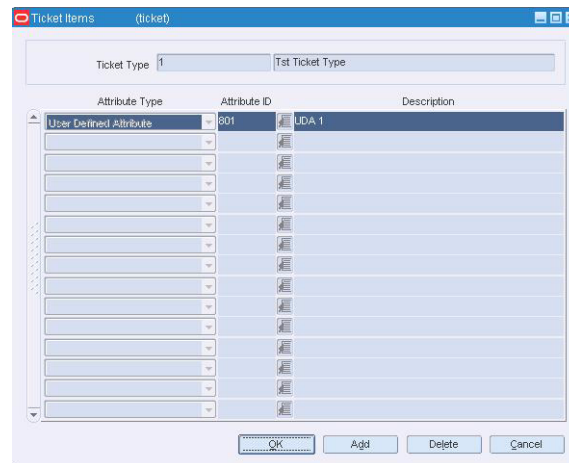 Ticket Items (ticket)
Ticket Type 1 Tst Ticket Type
Attribute Type Attribute ID Description
User Defined Attribute 801 UDA 1
OK Add Delete Cancel